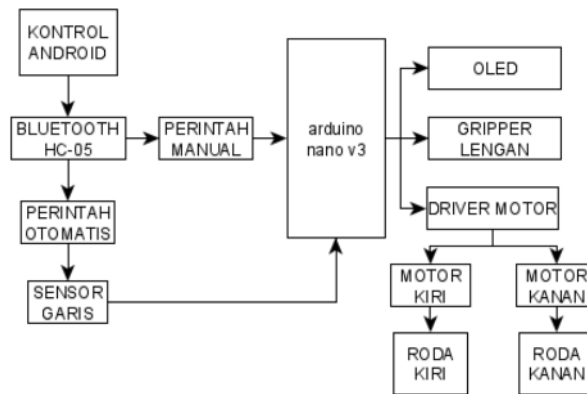 KONTROL
ANDROID
BLUETOOTH
HC-05
PERINTAH
MANUAL
PERINTAH
OTOMATIS
SENSOR
GARIS
arduino
nano v3
OLED
GRIPPER
LENGAN
DRIVER MOTOR
MOTOR
KIRI
MOTOR
KANAN
RODA
KIRI
RODA
KANAN